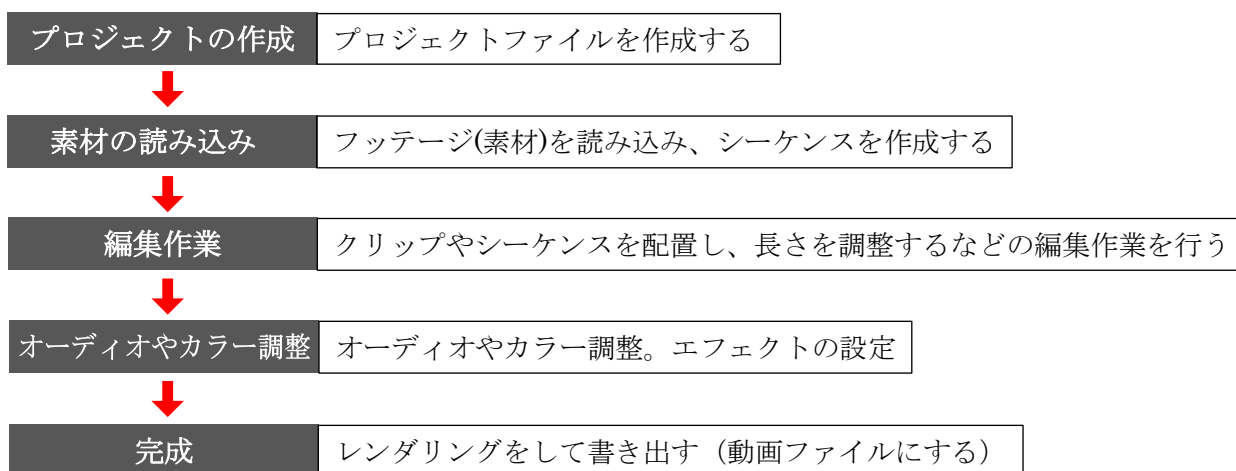 プロジェクトの作成 プロジェクトファイルを作成する
素材の読み込み フッテージ(素材)を読み込み、シーケンスを作成する
編集作業 クリップやシーケンスを配置し、長さを調整するなどの編集作業を行う
オーディオやカラー調整 オーディオやカラー調整。エフェクトの設定
完成 レンダリングをして書き出す（動画ファイルにする）